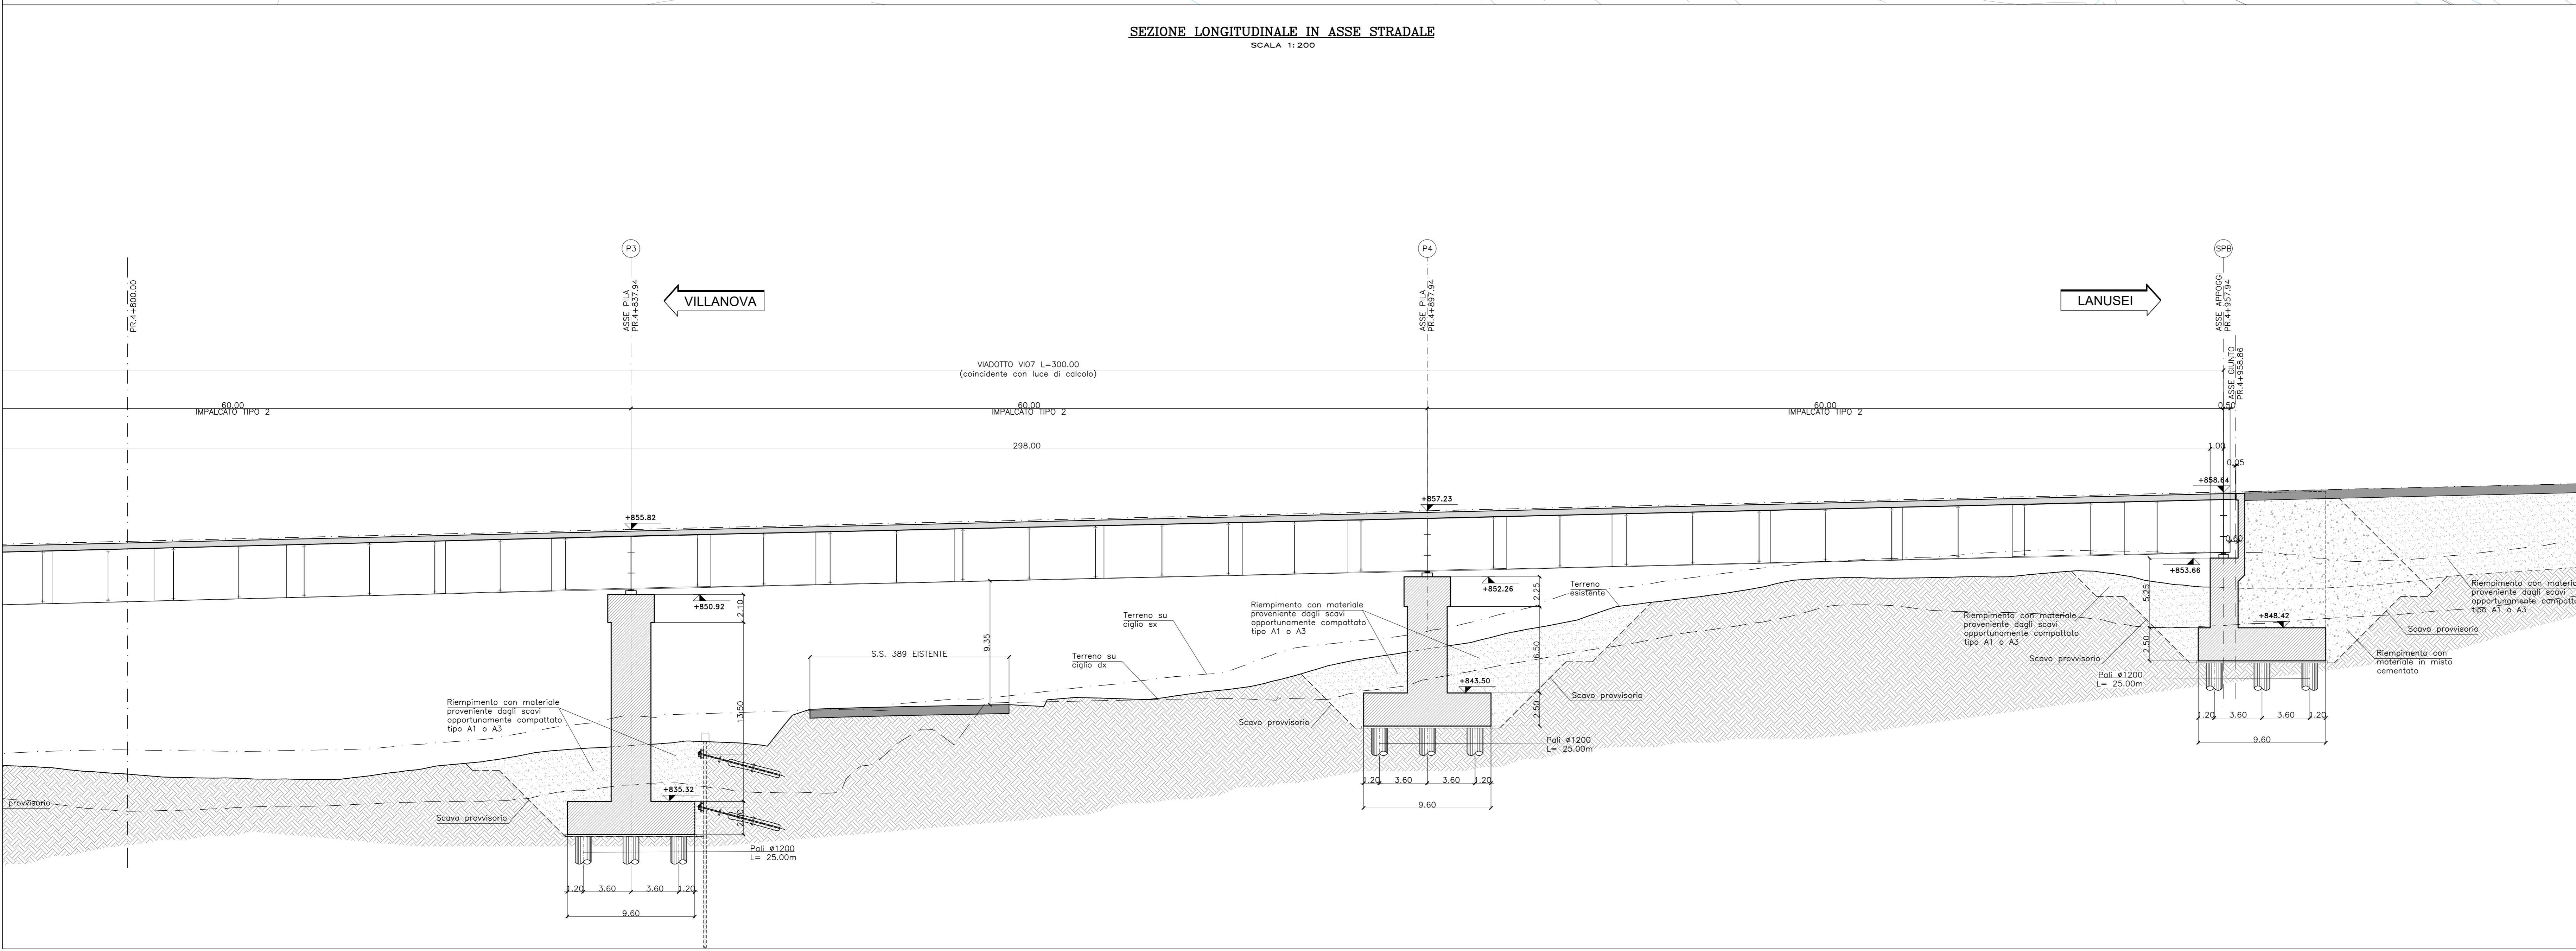 SEZIONE LONGITUDINALE IN ASSE STRADALE
SCALA 1:200
P3
P4
SPB
PR.4+800.00
ASSE PILA
PR.4+837.94
VILLANOVA
ASSE PILA
PR.4+897.94
LANUSEI
ASSE APPOGGI
PR.4+957.94
ASSE GIUNTO
PR.4+958.86
VIADOTTO VI07 L=300.00
(coincidente con luce di calcolo)
60.00
IMPALCATO TIPO 2
60.00
IMPALCATO TIPO 2
60.00
IMPALCATO TIPO 2
0.50
298.00
1.00
0.05
+858.64
+857.23
+855.82
0.60
+853.66
+852.26
+850.92
2.10
13.50
2.50
9.35
2.25
6.50
2.50
5.25
2.50
Terreno
esistente
Terreno su
ciglio sx
Terreno su
ciglio dx
S.S. 389 EISTENTE
Riempimento con materiale
proveniente dagli scavi
opportunamente compattato
tipo A1 o A3
Riempimento con materiale
proveniente dagli scavi
opportunamente compattato
tipo A1 o A3
Riempimento con materiale
proveniente dagli scavi
opportunamente compattato
tipo A1 o A3
Riempimento con materia
proveniente dagli scavi
opportunamente compatta
tipo A1 o A3
+848.42
+843.50
+835.32
Scavo provvisorio
Scavo provvisorio
Riempimento con
materiale in misto
cementato
Scavo provvisorio
Scavo provvisorio
provvisorio
Scavo provvisorio
Pali ø1200
L= 25.00m
Pali ø1200
L= 25.00m
Pali ø1200
L= 25.00m
1.20 3.60 3.60 1.20
9.60
1.20 3.60 3.60 1.20
9.60
1.20 3.60 3.60 1.20
9.60